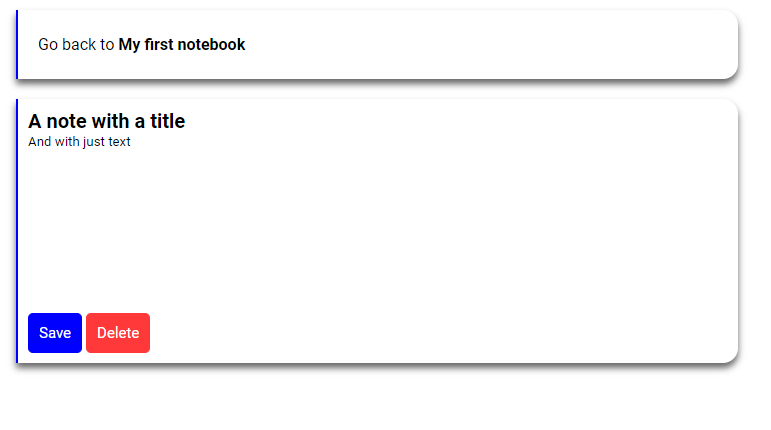 Go back to My first notebook
A note with a title
And with just text
Save Delete